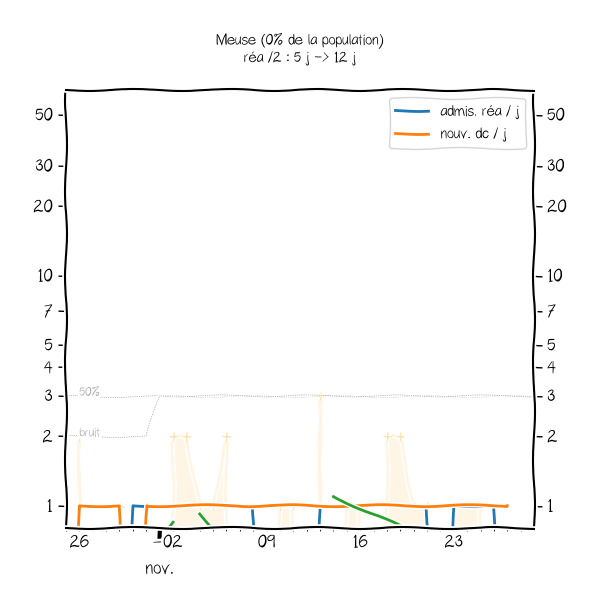 Meuse (0% de la population)
réa /2 : 5 j -> 12 j
admis. réa / j
nouv. dc / j
50 50
30 30
20 20
10 10
7 7
5 5
4 4
3 50% 3
2 bruit 2
1 1
26 02 09 16 23
nov.